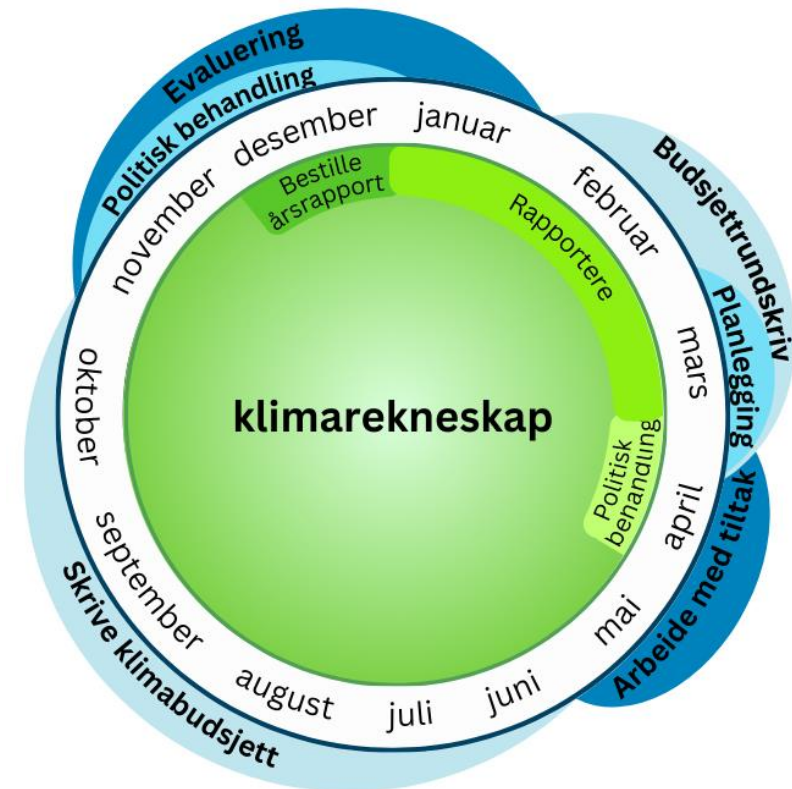 Evaluering
Politisk behandling
desember
januar
februar
mars
april
mai
juni
juli
august
september
oktober
november
Bestille
årsrapport
Rapportere
Politisk
benandling
klimarekneskap
Budsjettrundskriv
Planlegging
Arbeide med tiltak
Skrive klimabudsjett